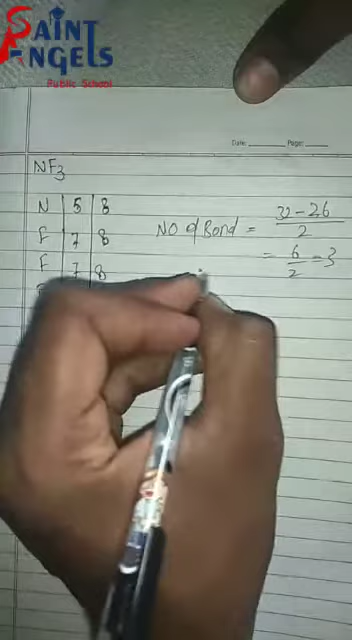 SAINT
ANGELS
Public School
Date: Page:
NF3
N 5 8
F 7 8
F 7 8
NO of Bond = 32-26 / 2
= 6/2 = 3